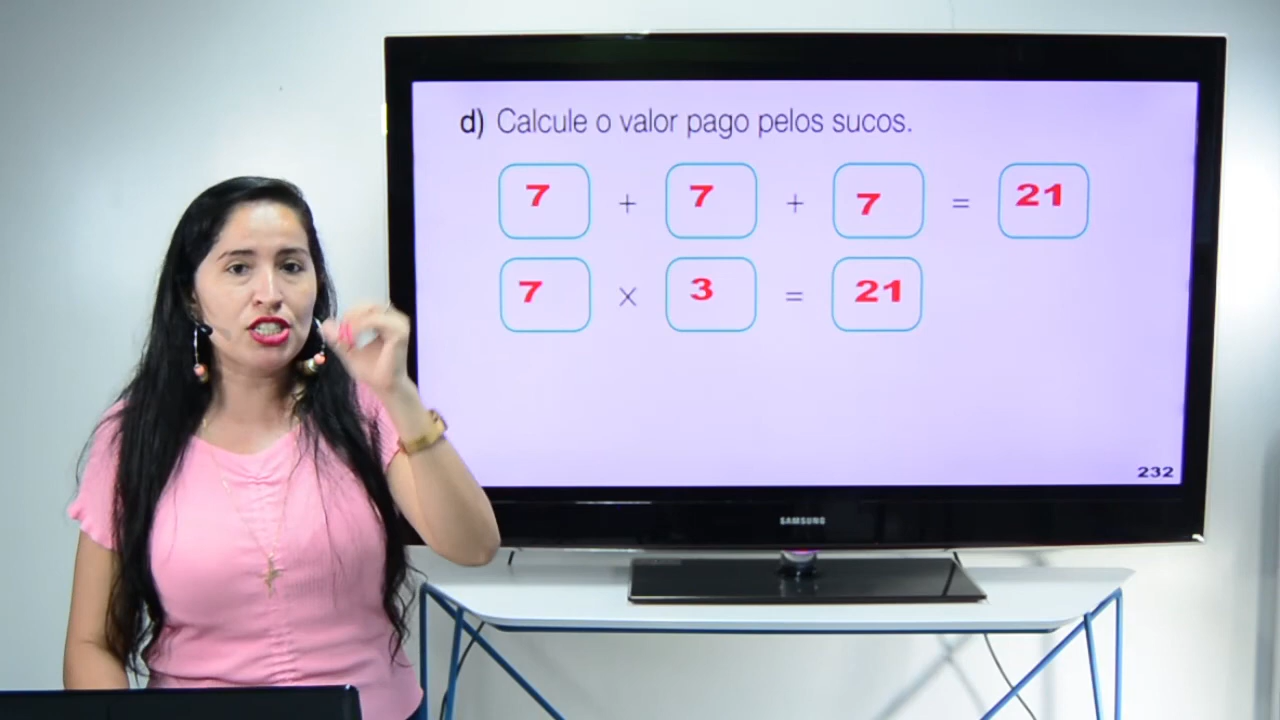 d) Calcule o valor pago pelos sucos.
7 + 7 + 7 = 21
7 × 3 = 21
232
SAMSUNG